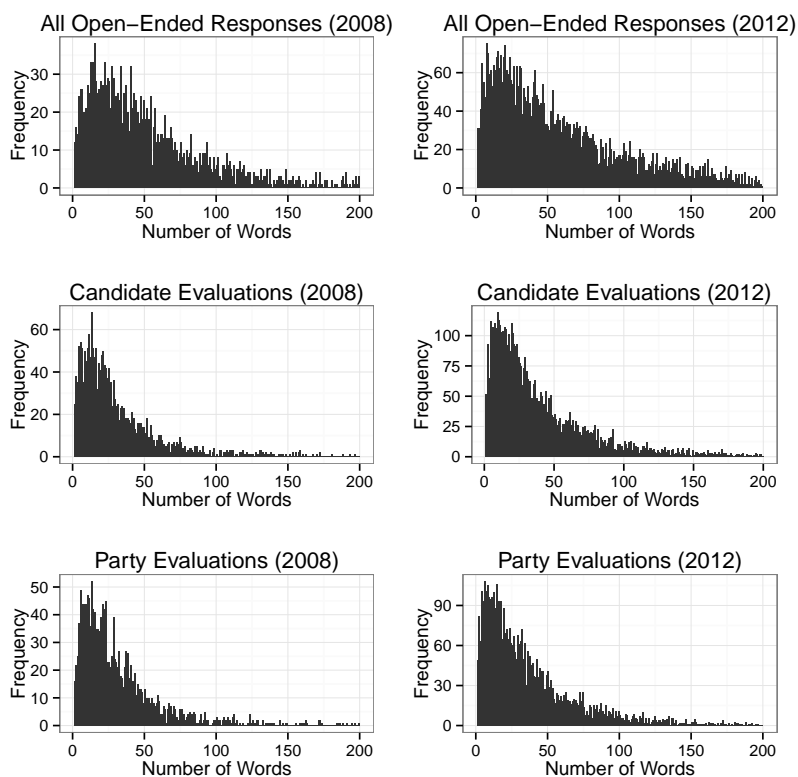 All Open−Ended Responses (2008)
Frequency
30
20
10
0
0 50 100 150 200
Number of Words
All Open−Ended Responses (2012)
Frequency
60
40
20
0
0 50 100 150 200
Number of Words
Candidate Evaluations (2008)
Frequency
60
40
20
0
0 50 100 150 200
Number of Words
Candidate Evaluations (2012)
Frequency
100
75
50
25
0
0 50 100 150 200
Number of Words
Party Evaluations (2008)
Frequency
50
40
30
20
10
0
0 50 100 150 200
Number of Words
Party Evaluations (2012)
Frequency
90
60
30
0
0 50 100 150 200
Number of Words